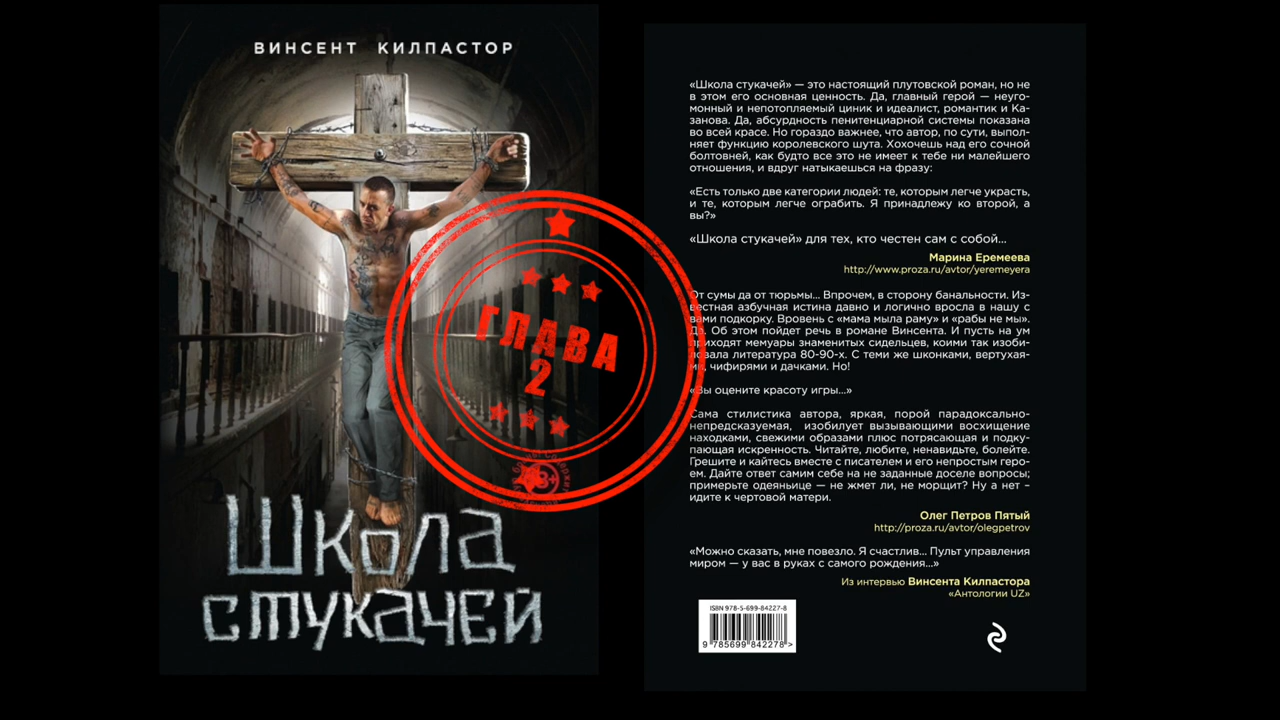 ВИНСЕНТ КИЛПАСТОР
Школа
стукачей
ГЛАВА
2
18+
«Школа стукачей» — это настоящий плутовской роман, но не
в этом его основная ценность. Да, главный герой — неуго-
монный и непотопляемый циник и идеалист, романтик и Ка-
занова. Да, абсурдность пенитенциарной системы показана
во всей красе. Но гораздо важнее, что автор, по сути, выпол-
няет функцию королевского шута. Хохочешь над его сочной
болтовней, как будто все это не имеет к тебе ни малейшего
отношения, и вдруг натыкаешься на фразу:
«Есть только две категории людей: те, которым легче украсть,
и те, которым легче ограбить. Я принадлежу ко второй, а
вы?»
«Школа стукачей» для тех, кто честен сам с собой...
Марина Еремеева
http://www.proza.ru/avtor/yeremeyera
От сумы да от тюрьмы... Впрочем, в сторону банальности. Из-
вестная азбучная истина давно и логично вросла в нашу с
вами подкорку. Вровень с «мама мыла раму» и «рабы не мы».
Да. Об этом пойдет речь в романе Винсента. И пусть на ум
приходят мемуары знаменитых сидельцев, коими так изоби-
ловала литература 80-90-х. С теми же шконками, вертухая-
ми, чифирями и дачками. Но!
«Вы оцените красоту игры...»
Сама стилистика автора, яркая, порой парадоксально-
непредсказуемая, изобилует вызывающими восхищение
находками, свежими образами плюс потрясающая и подку-
пающая искренность. Читайте, любите, ненавидьте, болейте.
Грешите и кайтесь вместе с писателем и его непростым геро-
ем. Дайте ответ самим себе на не заданные доселе вопросы;
примерьте одеяньице — не жмет ли, не морщит? Ну а нет –
идите к чертовой матери.
Олег Петров Пятый
http://proza.ru/avtor/olegpetrov
«Можно сказать, мне повезло. Я счастлив... Пульт управления
миром — у вас в руках с самого рождения...»
Из интервью Винсента Килпастора
«Антологии UZ»
ISBN 978-5-699-84227-8
9 785699 842278 >